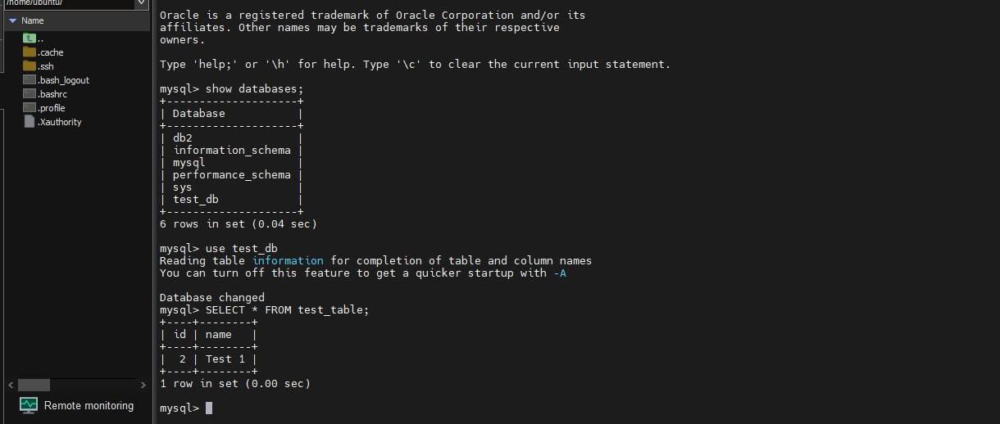 /home/ubuntu/
Name
..
.cache
.ssh
.bash_logout
.bashrc
.profile
.Xauthority
Remote monitoring
Oracle is a registered trademark of Oracle Corporation and/or its
affiliates. Other names may be trademarks of their respective
owners.
Type 'help;' or '\h' for help. Type '\c' to clear the current input statement.
mysql> show databases;
+--------------------+
| Database           |
+--------------------+
| db2                |
| information_schema |
| mysql              |
| performance_schema |
| sys                |
| test_db            |
+--------------------+
6 rows in set (0.04 sec)
mysql> use test_db
Reading table information for completion of table and column names
You can turn off this feature to get a quicker startup with -A
Database changed
mysql> SELECT * FROM test_table;
+----+--------+
| id | name   |
+----+--------+
|  2 | Test 1 |
+----+--------+
1 row in set (0.00 sec)
mysql>